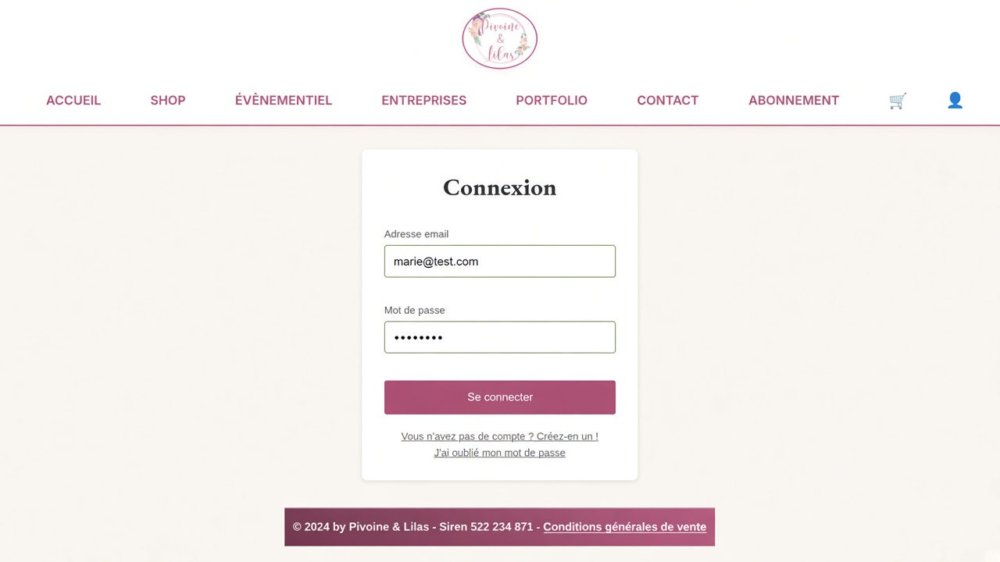 Pivoine
&
lilas
ACCUEIL SHOP ÉVÈNEMENTIEL ENTREPRISES PORTFOLIO CONTACT ABONNEMENT
Connexion
Adresse email
marie@test.com
Mot de passe
••••••••
Se connecter
Vous n'avez pas de compte ? Créez-en un !
J'ai oublié mon mot de passe
© 2024 by Pivoine & Lilas - Siren 522 234 871 - Conditions générales de vente